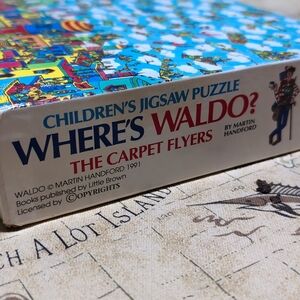 CHILDREN'S JIGSAW PUZZLE
WHERE'S WALDO?
THE CARPET FLYERS
BY MARTIN
HANDFORD
WALDO © MARTIN HANDFORD 1991
Books published by Little Brown
Licensed by ©OPYRIGHTS
CH A LOT ISLAND